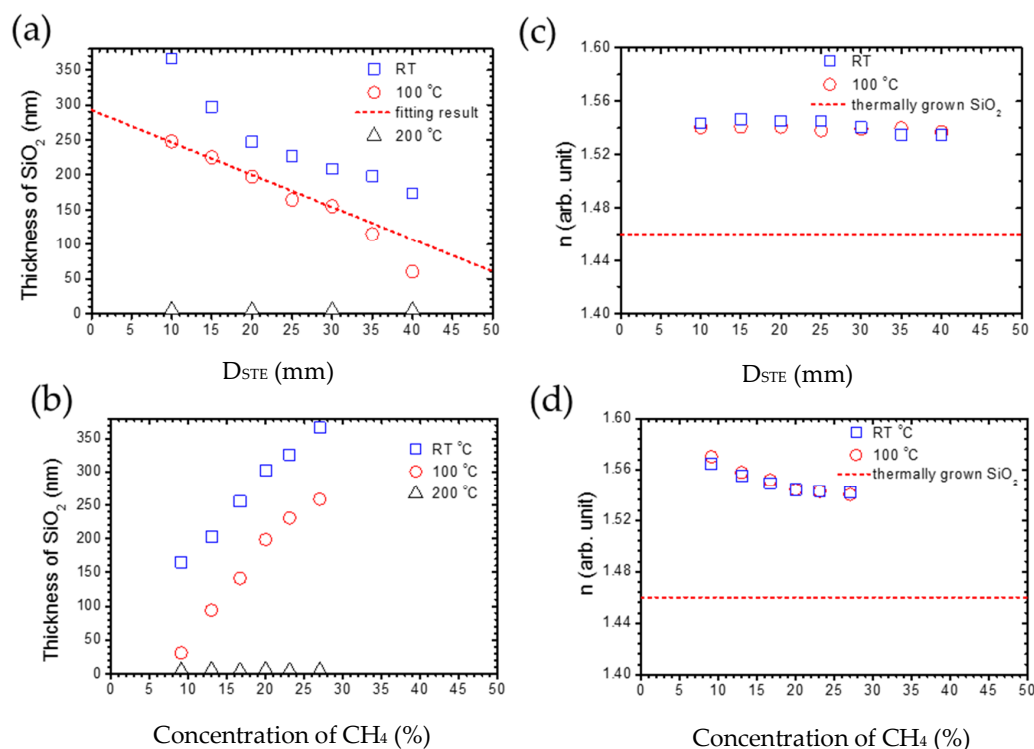 (a)
Thickness of SiO₂ (nm)
350
300
250
200
150
100
50
0
RT
100 °C
fitting result
200 °C
0 5 10 15 20 25 30 35 40 45 50
DSTE (mm)
(c)
n (arb. unit)
1.60
1.56
1.52
1.48
1.44
1.40
RT
100 °C
thermally grown SiO₂
0 5 10 15 20 25 30 35 40 45 50
DSTE (mm)
(b)
Thickness of SiO₂ (nm)
350
300
250
200
150
100
50
0
RT °C
100 °C
200 °C
0 5 10 15 20 25 30 35 40 45 50
Concentration of CH₄ (%)
(d)
n (arb. unit)
1.60
1.56
1.52
1.48
1.44
1.40
RT °C
100 °C
thermally grown SiO₂
0 5 10 15 20 25 30 35 40 45 50
Concentration of CH₄ (%)